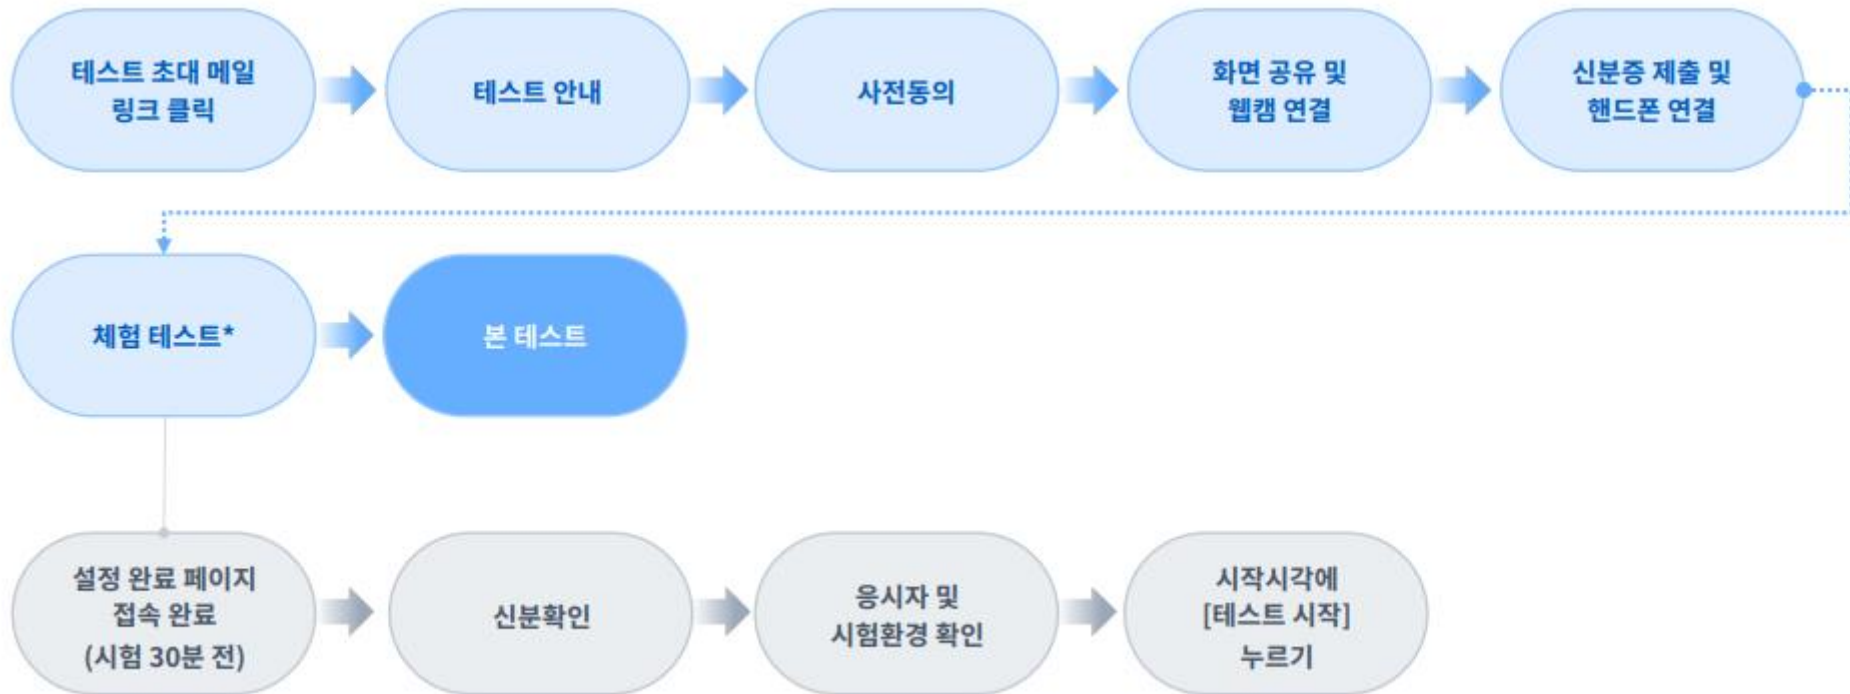 테스트 초대 메일
링크 클릭
테스트 안내
사전동의
화면 공유 및
웹캠 연결
신분증 제출 및
핸드폰 연결
체험 테스트*
본 테스트
설정 완료 페이지
접속 완료
(시험 30분 전)
신분확인
응시자 및
시험환경 확인
시작시각에
[테스트 시작]
누르기